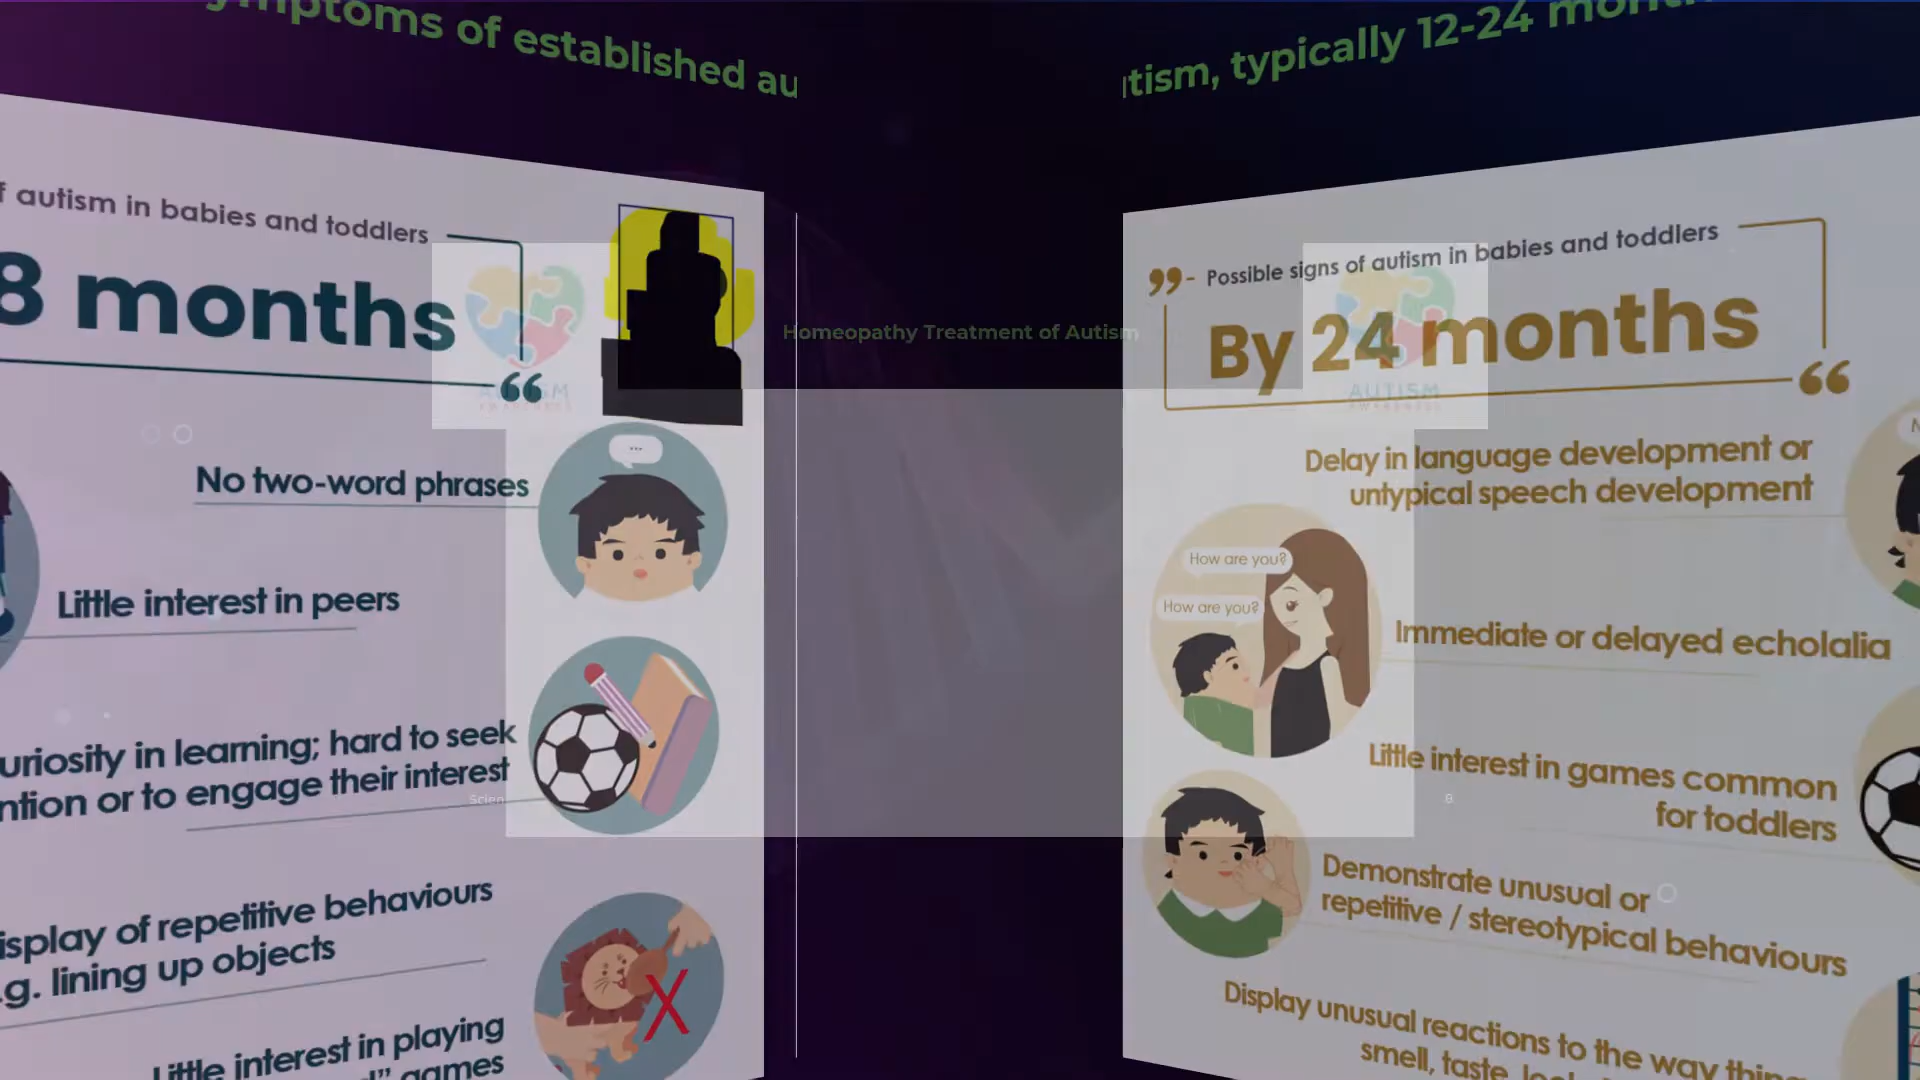 ymptoms of established au
tism, typically 12-24
f autism in babies and toddlers
8 months
“
No two-word phrases
Little interest in peers
uriosity in learning; hard to seek
ntion or to engage their interest
Scien
isplay of repetitive behaviours
.g. lining up objects
Little interest in playing
games
AUTISM
Homeopathy Treatment of Autism
” - Possible signs of autism in babies and toddlers
By 24 months
“
AUTISM
AWARENESS
Delay in language development or
untypical speech development
How are you?
How are you?
Immediate or delayed echolalia
Little interest in games common
for toddlers
Demonstrate unusual or
repetitive / stereotypical behaviours
Display unusual reactions to the way
smell, taste,